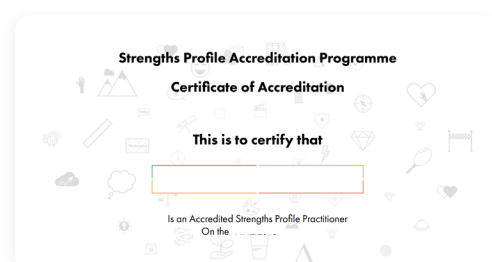 Strengths Profile Accreditation Programme
Certificate of Accreditation
This is to certify that
Is an Accredited Strengths Profile Practitioner
On the